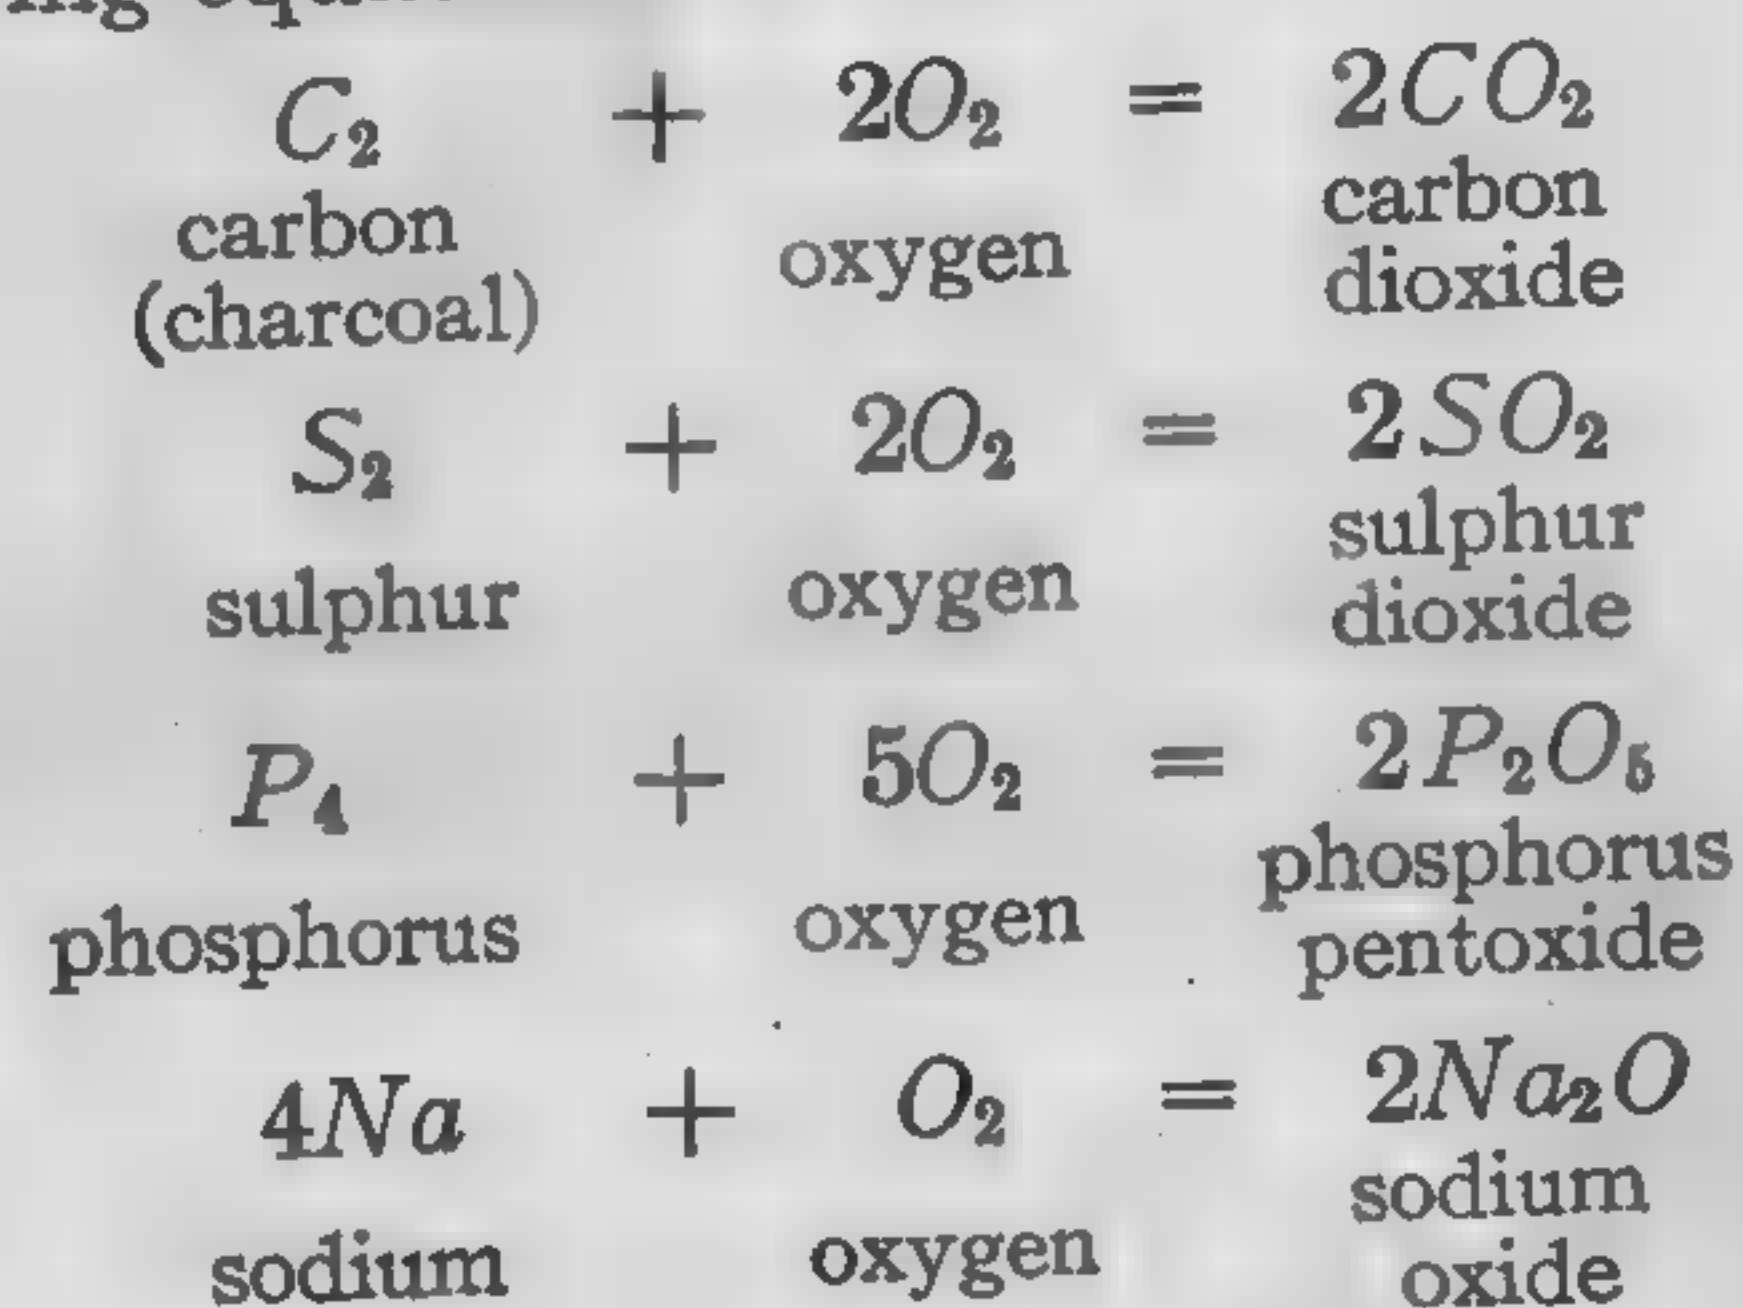 C₂ + 2O₂ = 2CO₂
carbon oxygen carbon
(charcoal) dioxide
S₂ + 2O₂ = 2SO₂
sulphur oxygen sulphur
dioxide
P₄ + 5O₂ = 2P₂O₅
phosphorus oxygen phosphorus
pentoxide
4Na + O₂ = 2Na₂O
sodium oxygen sodium
oxide